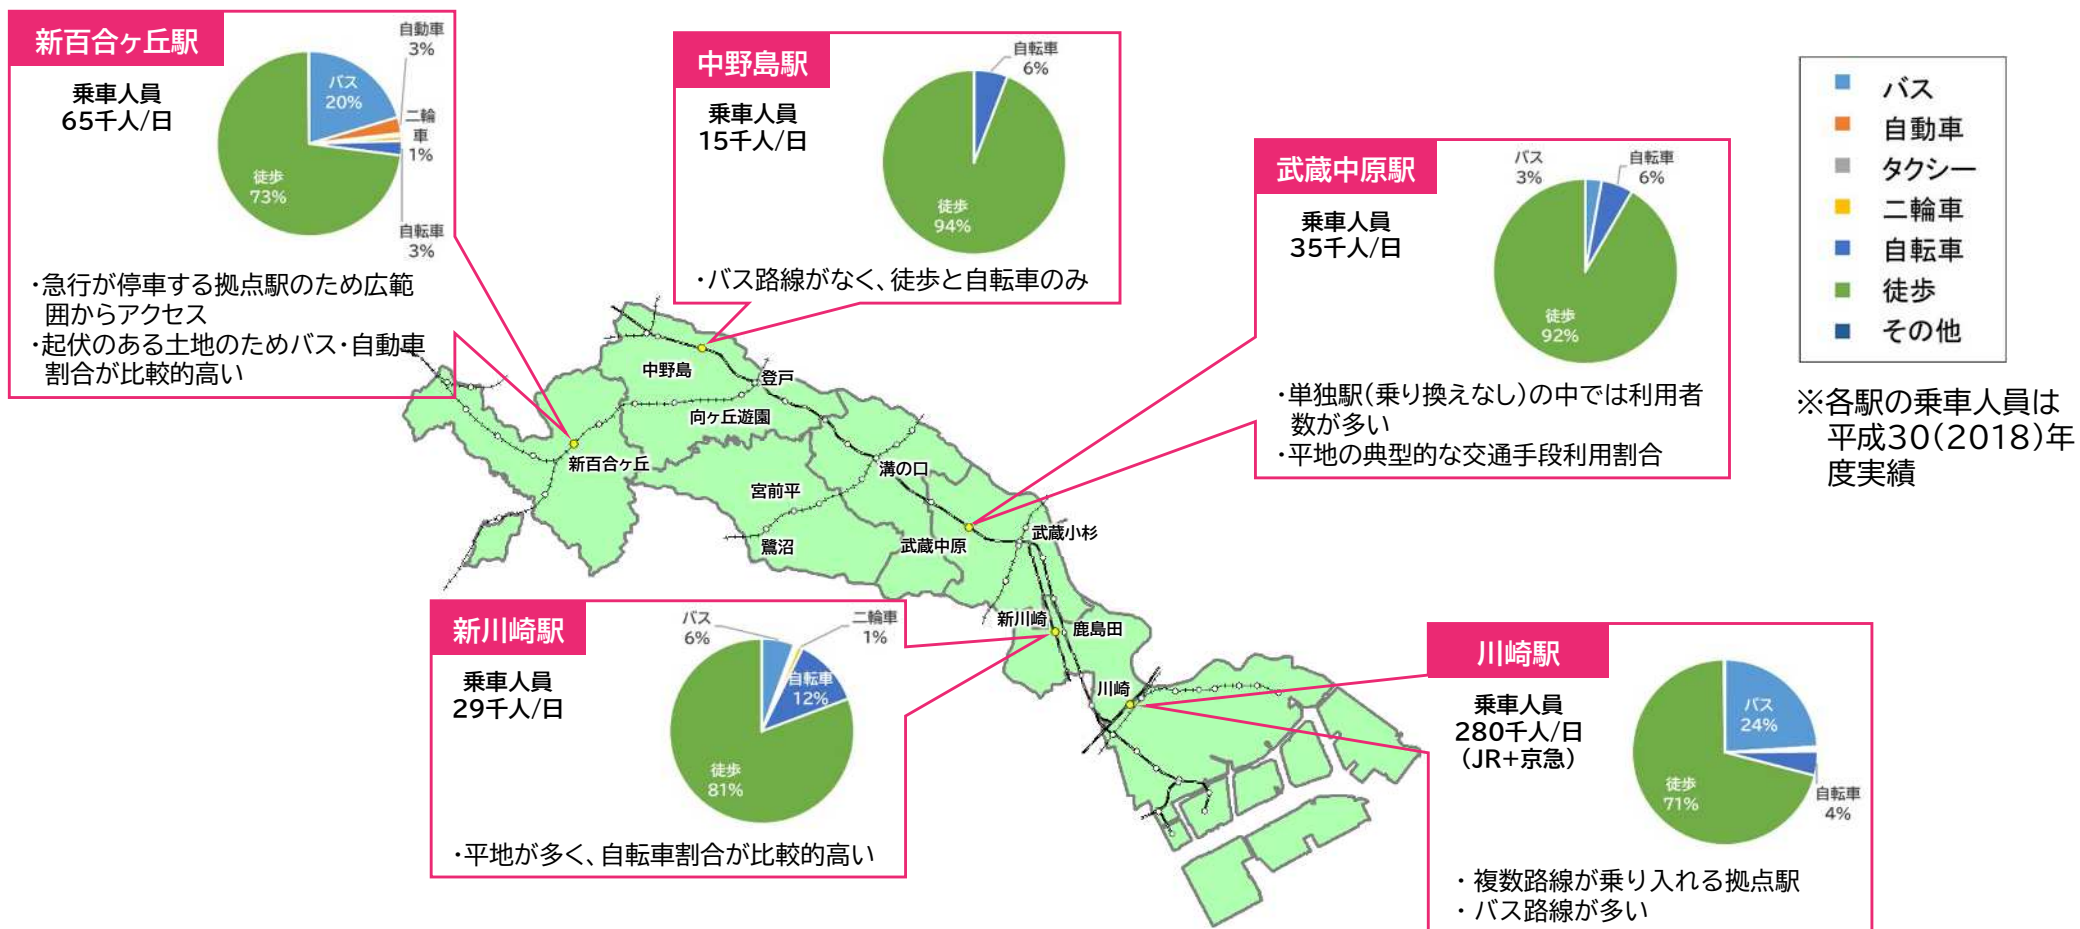 新百合ヶ丘駅
乗車人員
65千人/日
自動車
3%
バス
20%
二輪
車
1%
徒歩
73%
自転車
3%
・急行が停車する拠点駅のため広範
囲からアクセス
・起伏のある土地のためバス・自動車
割合が比較的高い
中野島駅
乗車人員
15千人/日
自転車
6%
徒歩
94%
・バス路線がなく、徒歩と自転車のみ
武蔵中原駅
乗車人員
35千人/日
バス
3%
自転車
6%
徒歩
92%
・単独駅(乗り換えなし)の中では利用者
数が多い
・平地の典型的な交通手段利用割合
バス
自動車
タクシー
二輪車
自転車
徒歩
その他
※各駅の乗車人員は
平成30(2018)年
度実績
中野島
登戸
向ヶ丘遊園
新百合ヶ丘
溝の口
宮前平
鷺沼
武蔵中原
武蔵小杉
新川崎
鹿島田
川崎
新川崎駅
乗車人員
29千人/日
バス
6%
二輪車
1%
自転車
12%
徒歩
81%
・平地が多く、自転車割合が比較的高い
川崎駅
乗車人員
280千人/日
(JR+京急)
バス
24%
徒歩
71%
自転車
4%
・複数路線が乗り入れる拠点駅
・バス路線が多い